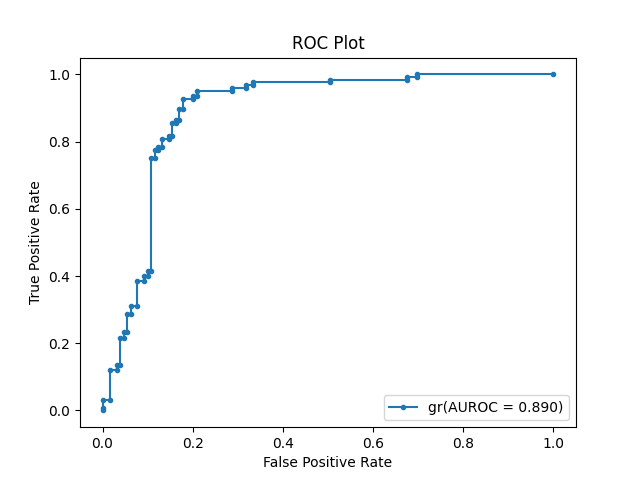 ROC Plot
1.0
0.8
0.6
0.4
0.2
0.0
True Positive Rate
gr(AUROC = 0.890)
0.0 0.2 0.4 0.6 0.8 1.0
False Positive Rate